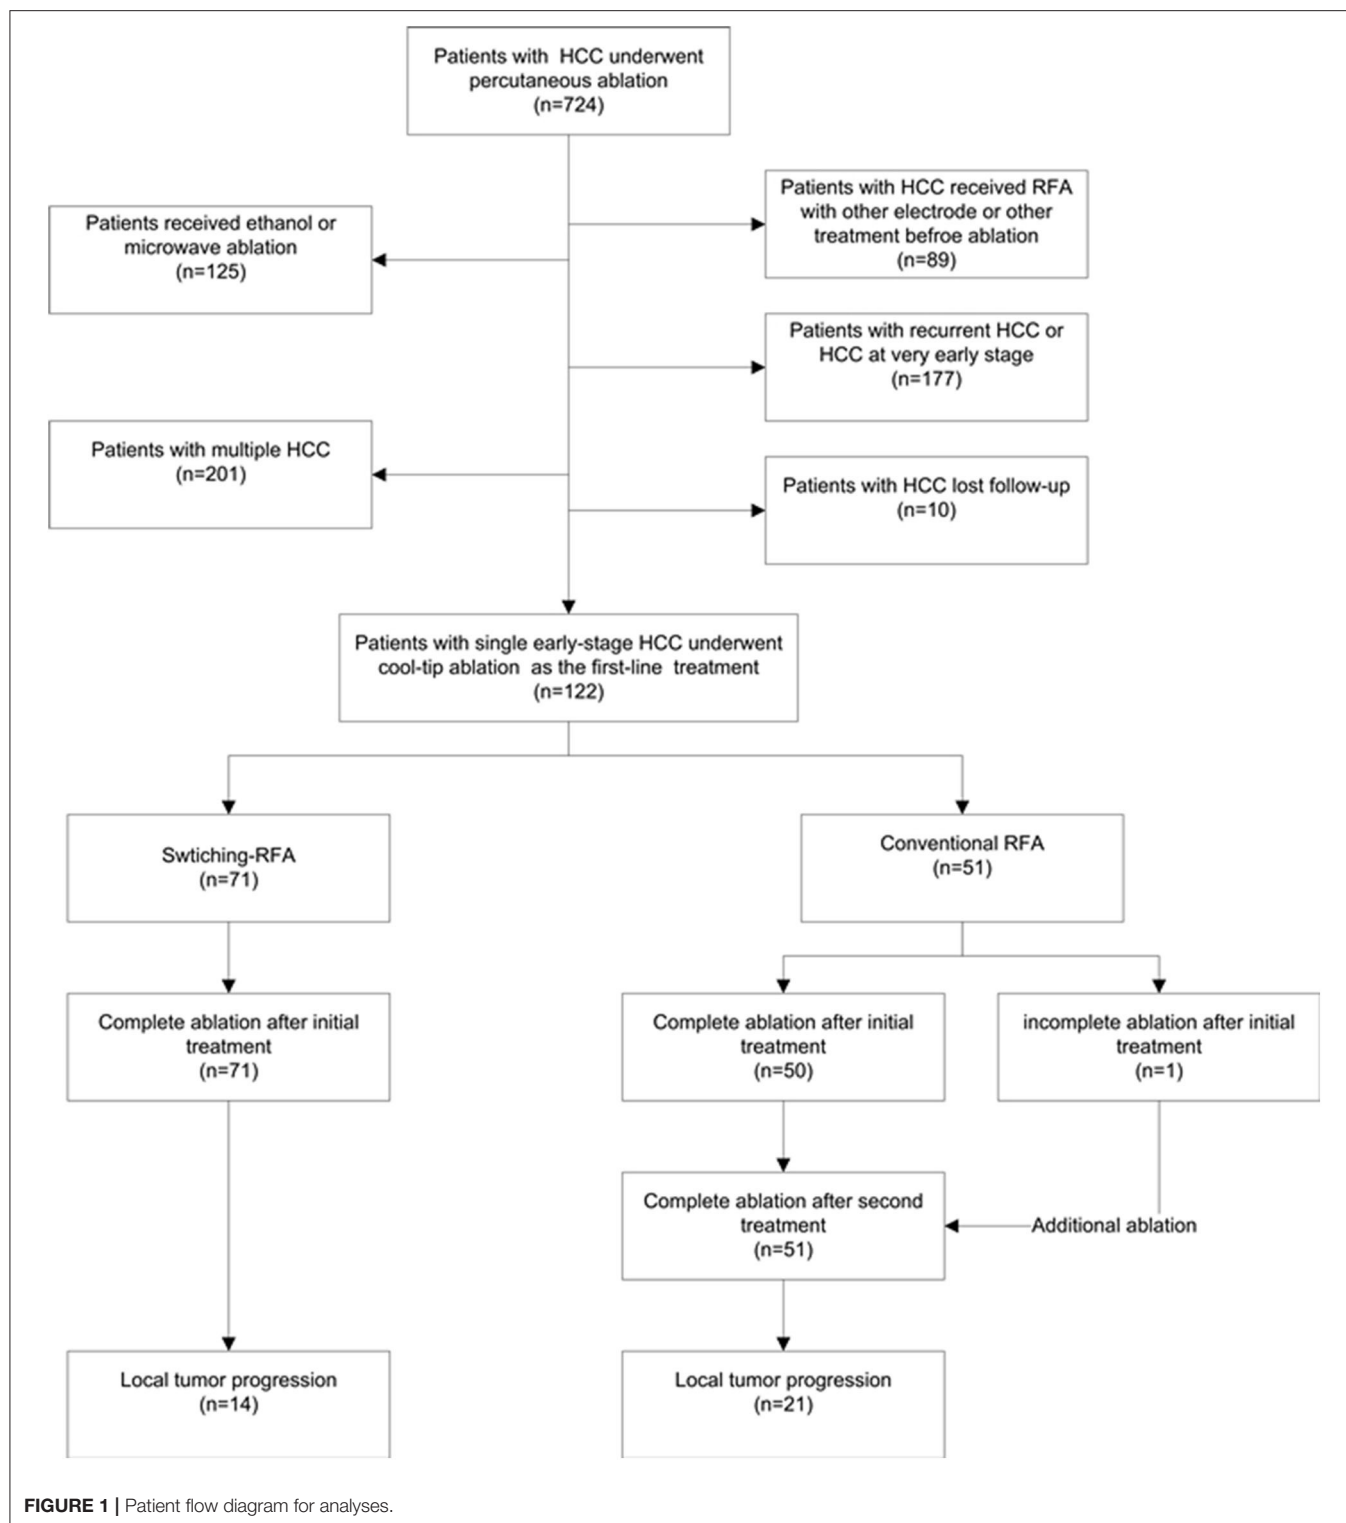 Patients with HCC underwent
percutaneous ablation
(n=724)
Patients with HCC received RFA
with other electrode or other
treatment befroe ablation
(n=89)
Patients received ethanol or
microwave ablation
(n=125)
Patients with recurrent HCC or
HCC at very early stage
(n=177)
Patients with multiple HCC
(n=201)
Patients with HCC lost follow-up
(n=10)
Patients with single early-stage HCC underwent
cool-tip ablation as the first-line treatment
(n=122)
Swtiching-RFA
(n=71)
Conventional RFA
(n=51)
Complete ablation after initial
treatment
(n=71)
Complete ablation after initial
treatment
(n=50)
incomplete ablation after initial
treatment
(n=1)
Complete ablation after second
treatment
(n=51)
Additional ablation
Local tumor progression
(n=14)
Local tumor progression
(n=21)
FIGURE 1 | Patient flow diagram for analyses.